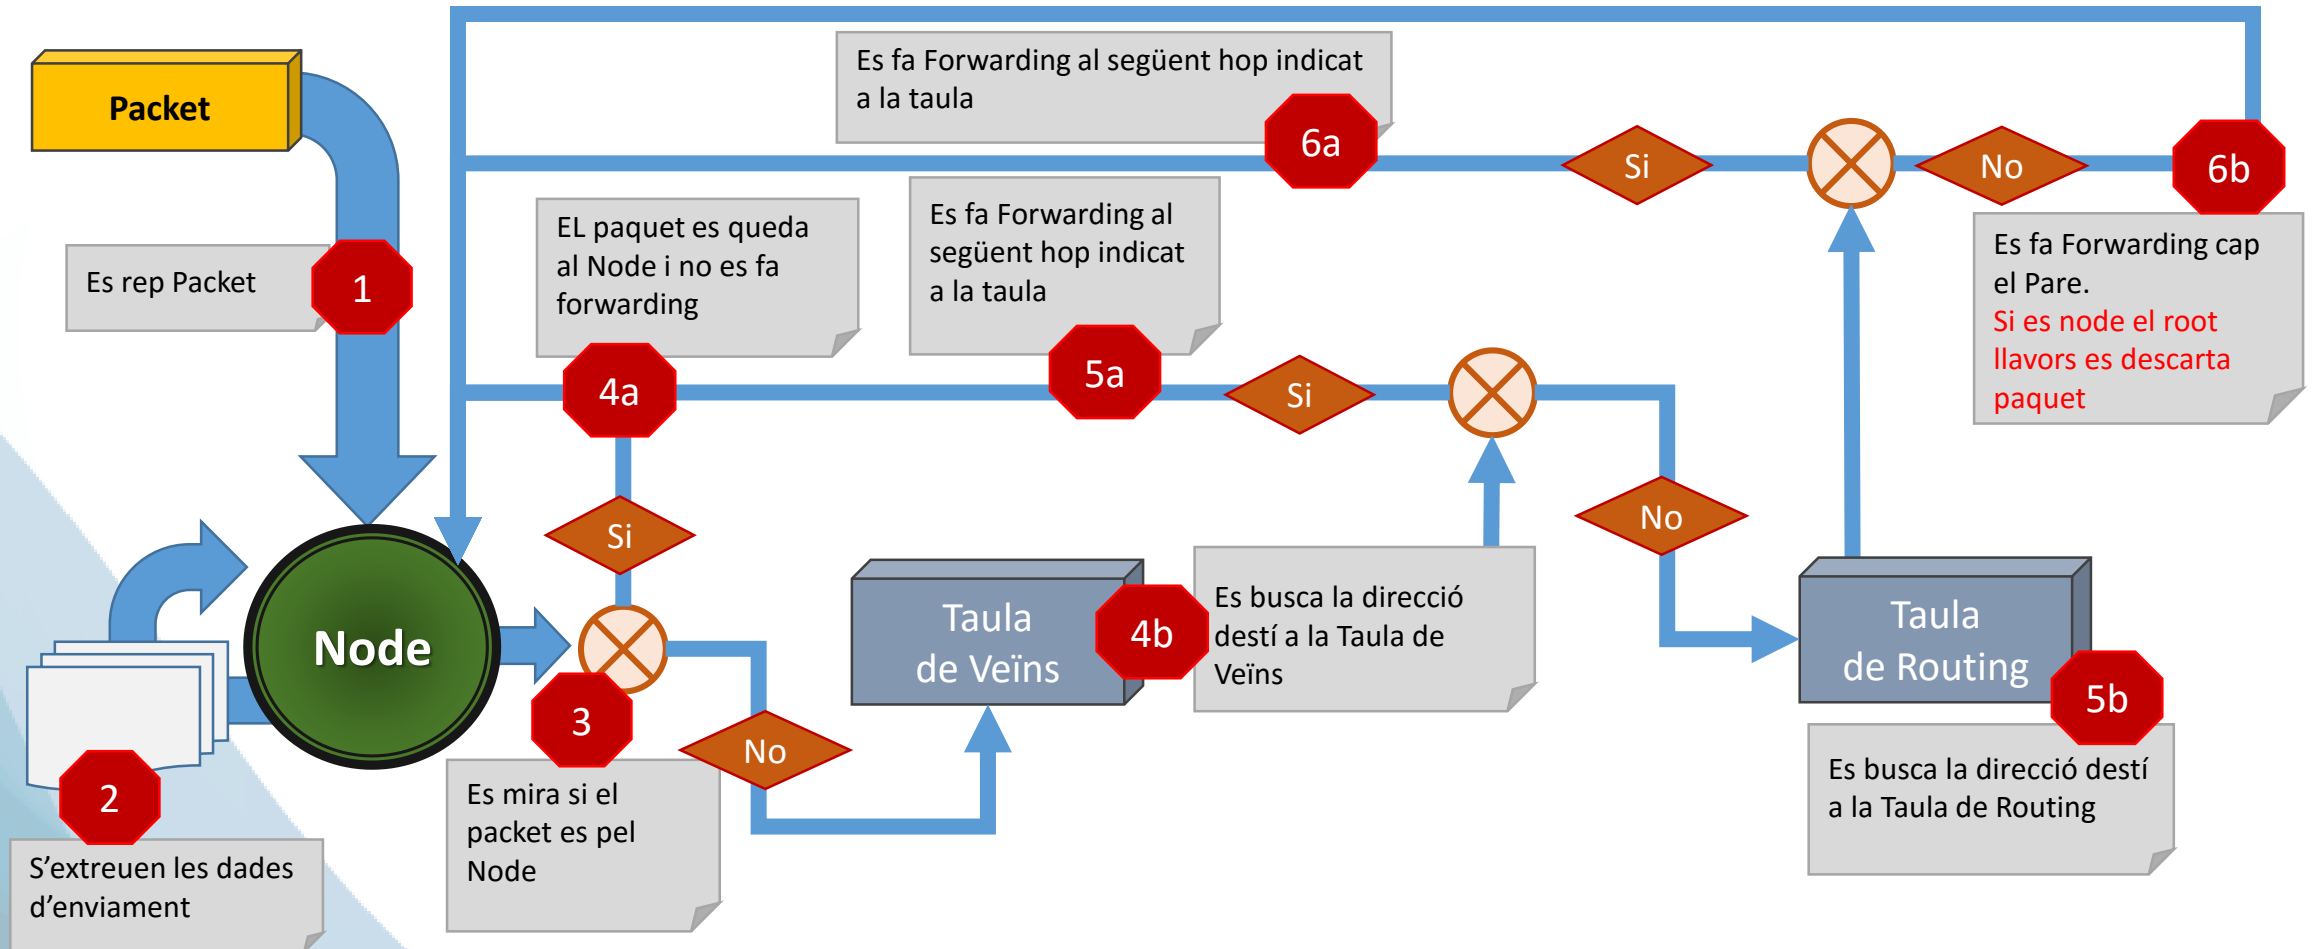 Packet
Es rep Packet
1
2
S'extreuen les dades
d'enviament
Node
3
Es mira si el
packet es pel
Node
Si
4a
EL paquet es queda
al Node i no es fa
forwarding
No
Taula
de Veïns
4b
Es busca la direcció
destí a la Taula de
Veïns
Si
5a
Es fa Forwarding al
següent hop indicat
a la taula
No
Taula
de Routing
5b
Es busca la direcció destí
a la Taula de Routing
Si
6a
Es fa Forwarding al següent hop indicat
a la taula
No
6b
Es fa Forwarding cap
el Pare.
Si es node el root
llavors es descarta
paquet